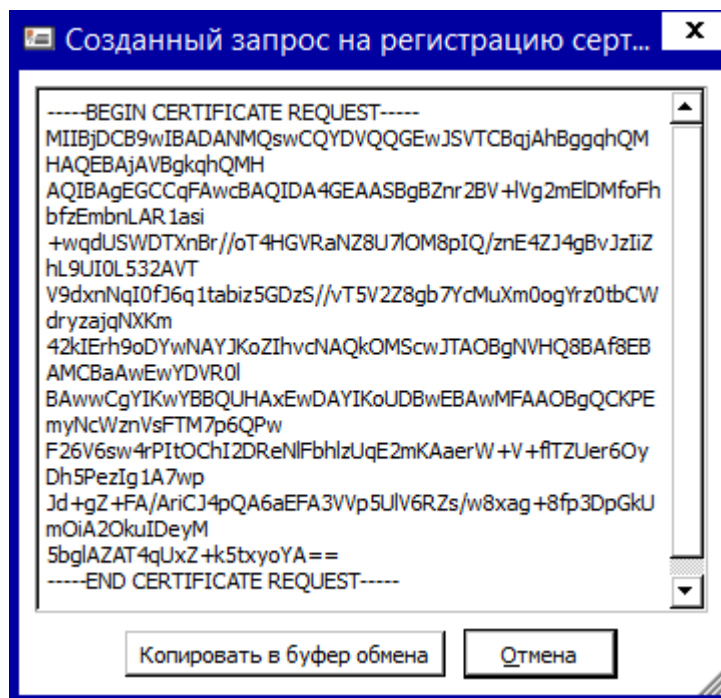 Созданный запрос на регистрацию серт...
x
-----BEGIN CERTIFICATE REQUEST-----
MIIBjDCB9wIBADANMQswCQYDVQQGEwJSVTCBqjAhBggqhQM
HAQEBAjAVBgkqhQMH
AQIBAgEGCCqFAwcBAQIDA4GEAASBgBZnr2BV+lVg2mElDMfoFh
bfzEmbnLAR1asi
+wqdUSWDTXnBr//oT4HGVRaNZ8U7lOM8pIQ/znE4ZJ4gBvJzIiZ
hL9UI0L532AVT
V9dxnNqI0fJ6q1tabiz5GDzS//vT5V2Z8gb7YcMuXm0ogYrz0tbCW
dryzajqNXKm
42kIErh9oDYwNAYJKoZIhvcNAQkOMScwJTAOBgNVHQ8BAf8EB
AMCBaAwEwYDVR0l
BAwwCgYIKwYBBQUHAxEwDAYIKoUDBwEBAwMFAAOBgQCKPE
myNcWznVsFTM7p6QPw
F26V6sw4rPItOChI2DReNlFbhlzUqE2mKAaerW+V+flTZUer6Oy
Dh5PezIg1A7wp
Jd+gZ+FA/AriCJ4pQA6aEFA3VVp5UlV6RZs/w8xag+8fp3DpGkU
mOiA2OkuIDeyM
5bglAZAT4qUxZ+k5txyoYA==
-----END CERTIFICATE REQUEST-----
Копировать в буфер обмена
Отмена